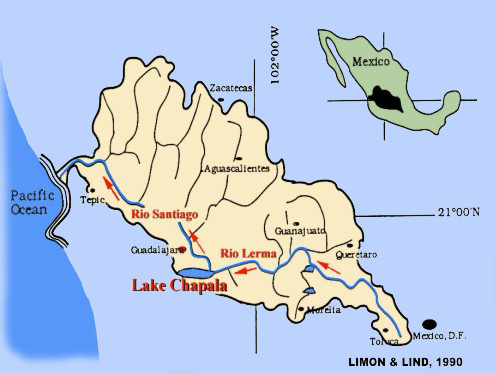 102°00'W
Mexico
Zacatecas
Aguascalientes
Pacific
Ocean
Tepic
Rio Santiago
21°00'N
Guanajuato
Guadalajara
Rio Lerma
Queretaro
Lake Chapala
Morelia
Toluca
Mexico, D.F.
LIMON & LIND, 1990